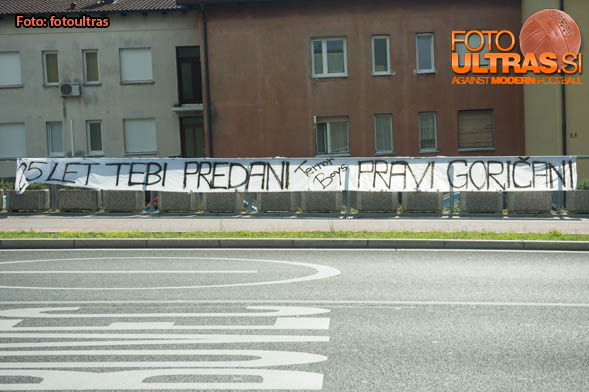 Foto: fotoultras
FOTO
ULTRAS.SI
AGAINST MODERN FOOTBALL
25 LET TEBI PREDANI Terror Boys PRAVI GORIČANI